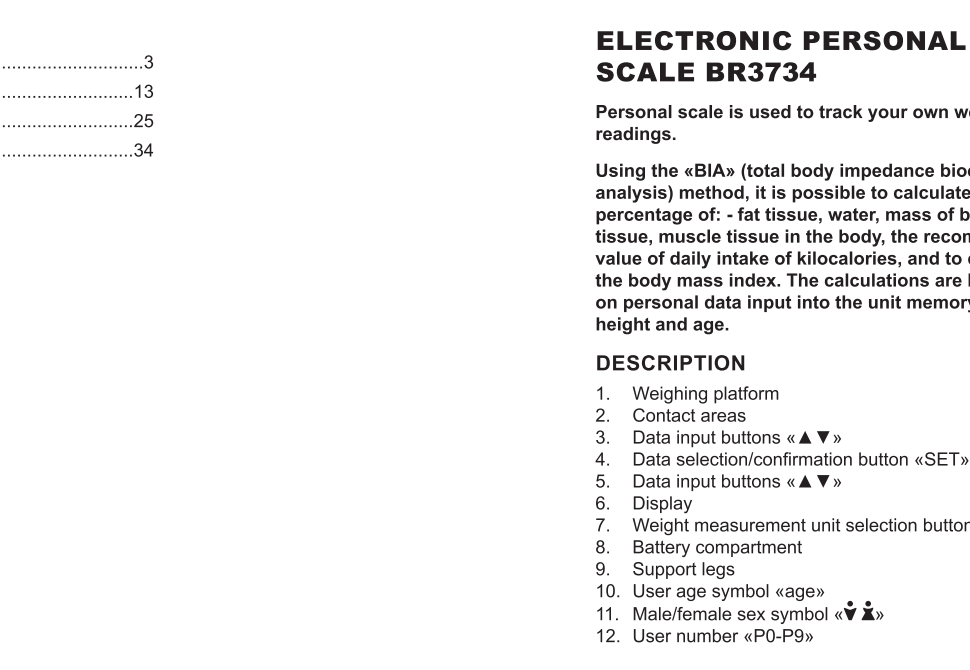 ..............................3
............................13
............................25
............................34
ELECTRONIC PERSONAL
SCALE BR3734
Personal scale is used to track your own
readings.
Using the «BIA» (total body impedance
analysis) method, it is possible to calculate
percentage of: - fat tissue, water, mass of
tissue, muscle tissue in the body, the
value of daily intake of kilocalories, and to
the body mass index. The calculations are
on personal data input into the unit memory
height and age.
DESCRIPTION
1. Weighing platform
2. Contact areas
3. Data input buttons «▲▼»
4. Data selection/confirmation button «SET»
5. Data input buttons «▲▼»
6. Display
7. Weight measurement unit selection button
8. Battery compartment
9. Support legs
10. User age symbol «age»
11. Male/female sex symbol « »
12. User number «P0-P9»